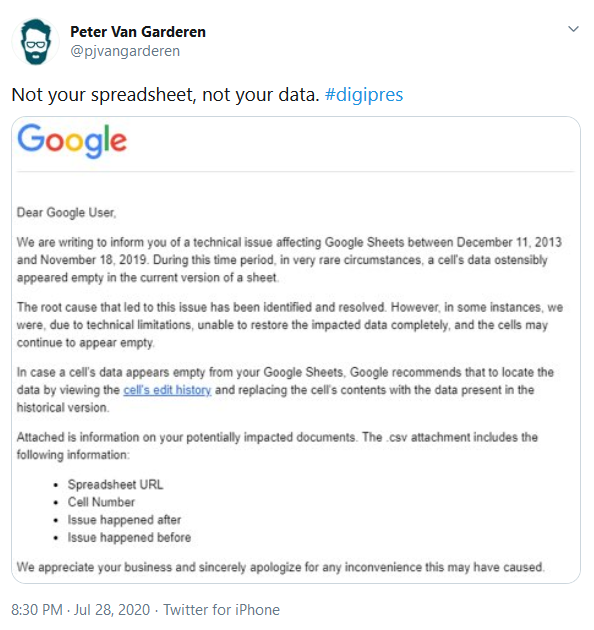 Peter Van Garderen
@pjvangarderen
Not your spreadsheet, not your data. #digipres
Google
Dear Google User,
We are writing to inform you of a technical issue affecting Google Sheets between December 11, 2013
and November 18, 2019. During this time period, in very rare circumstances, a cell's data ostensibly
appeared empty in the current version of a sheet.
The root cause that led to this issue has been identified and resolved. However, in some instances, we
were, due to technical limitations, unable to restore the impacted data completely, and the cells may
continue to appear empty.
In case a cell's data appears empty from your Google Sheets, Google recommends that to locate the
data by viewing the cell's edit history and replacing the cell's contents with the data present in the
historical version.
Attached is information on your potentially impacted documents. The .csv attachment includes the
following information:
• Spreadsheet URL
• Cell Number
• Issue happened after
• Issue happened before
We appreciate your business and sincerely apologize for any inconvenience this may have caused.
8:30 PM · Jul 28, 2020 · Twitter for iPhone